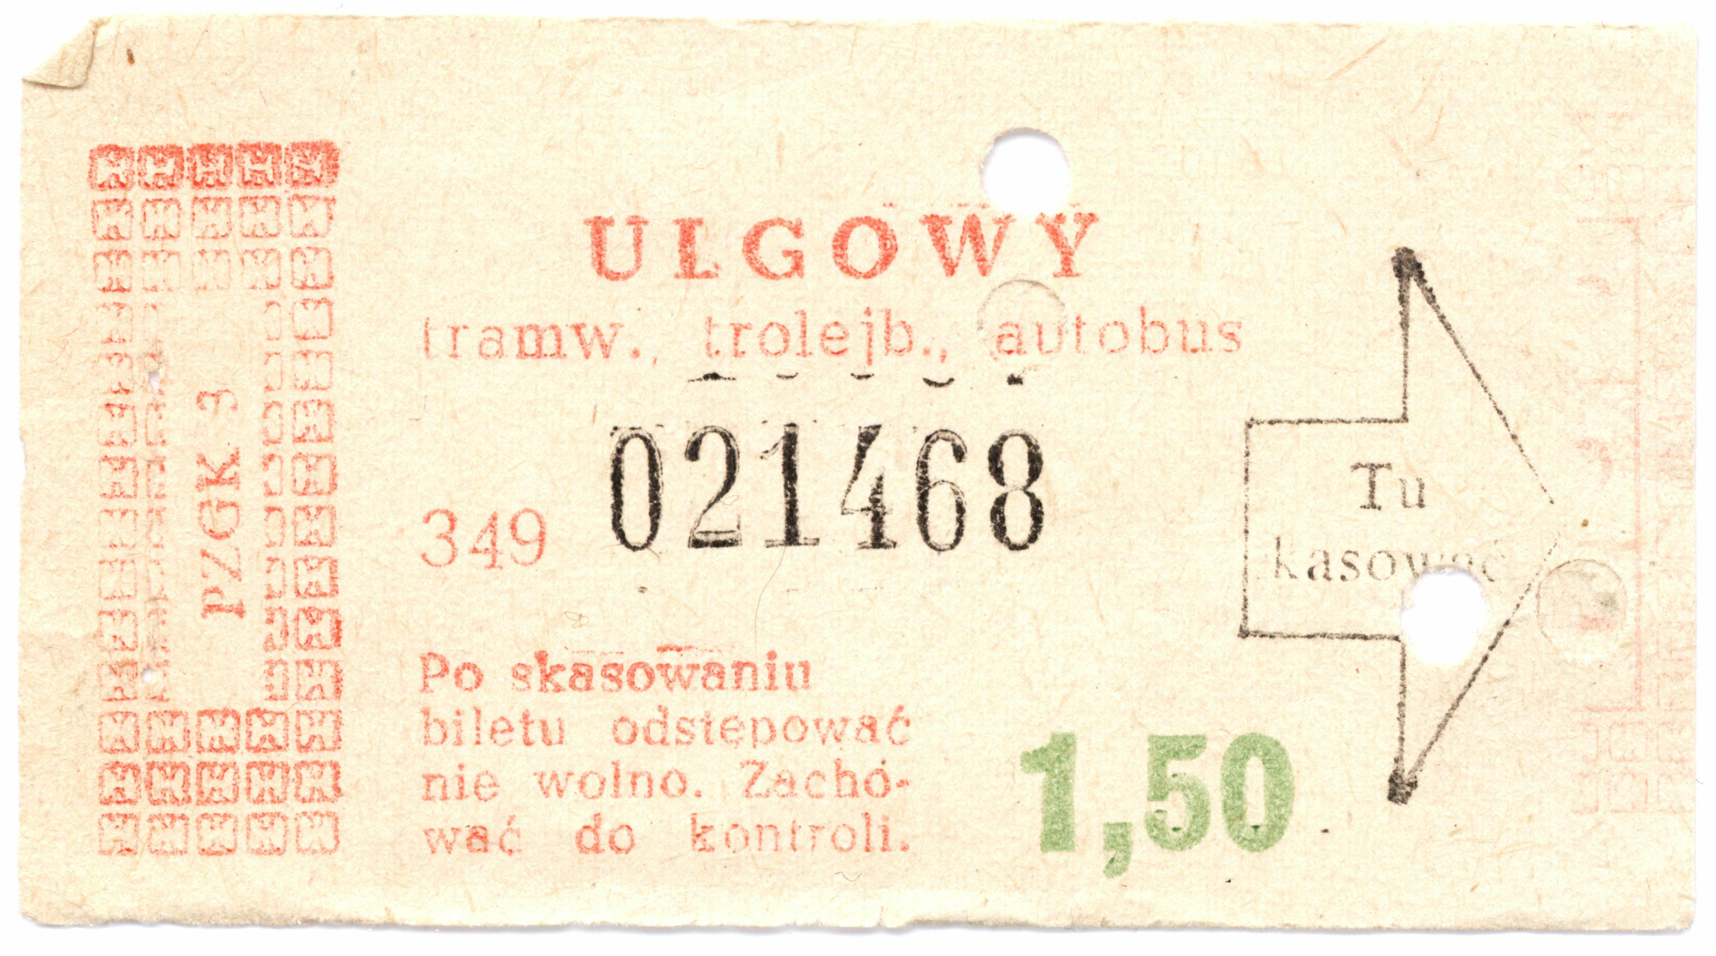 ULGOWY
tramw., trolejb., autobus
021468
349
PZGK 9
Tu
kasować
Po skasowaniu
biletu odstępować
nie wolno. Zachó-
wać do kontroli.
1,50